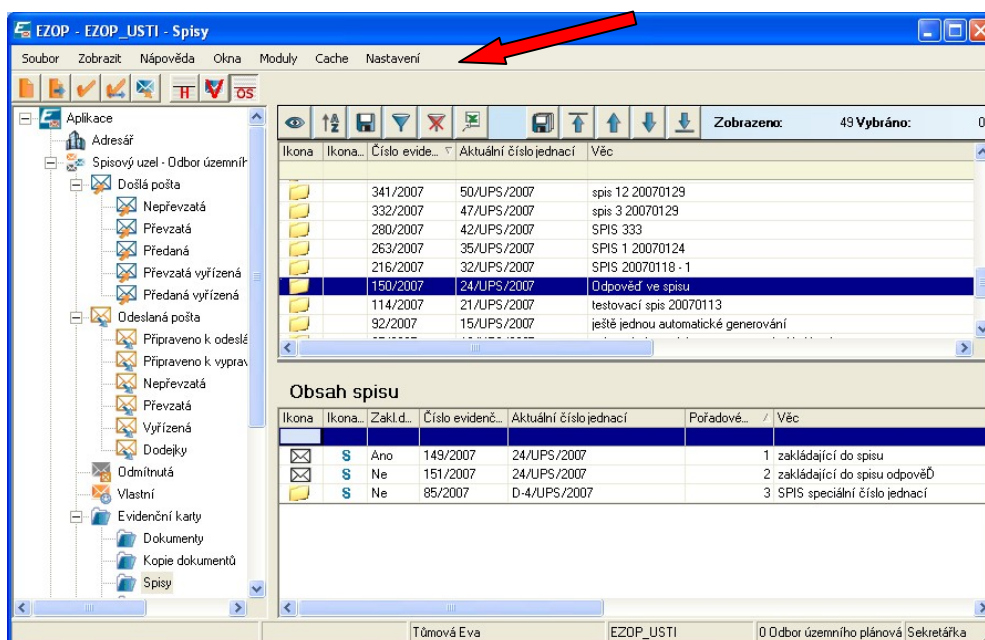 EZOP - EZOP_USTI - Spisy
Soubor Zobrazit Nápověda Okna Moduly Cache Nastavení
H V OS
Aplikace
Adresář
Spisový uzel - Odbor územníh
Došlá pošta
Nepřevzatá
Převzatá
Předaná
Převzatá vyřízená
Předaná vyřízená
Odeslaná pošta
Připraveno k odeslá
Připraveno k vyprav
Nepřevzatá
Převzatá
Vyřízená
Dodejky
Odmítnutá
Vlastní
Evidenční karty
Dokumenty
Kopie dokumentů
Spisy
Zobrazeno: 49 Vybráno: 0
Ikona Ikona... Číslo evide... Aktuální číslo jednací Věc
341/2007 50/UPS/2007 spis 12 20070129
332/2007 47/UPS/2007 spis 3 20070129
280/2007 42/UPS/2007 SPIS 333
263/2007 35/UPS/2007 SPIS 1 20070124
216/2007 32/UPS/2007 SPIS 20070118 - 1
150/2007 24/UPS/2007 Odpověď ve spisu
114/2007 21/UPS/2007 testovací spis 20070113
92/2007 15/UPS/2007 ještě jednou automatické generování
Obsah spisu
Ikona Ikona... Zakl.d... Číslo evidenč... Aktuální číslo jednací Pořadové... Věc
S Ano 149/2007 24/UPS/2007 1 zakládající do spisu
S Ne 151/2007 24/UPS/2007 2 zakládající do spisu odpověĎ
S Ne 85/2007 D-4/UPS/2007 3 SPIS speciální číslo jednací
Tůmová Eva EZOP_USTI 0 Odbor územního plánová Sekretářka